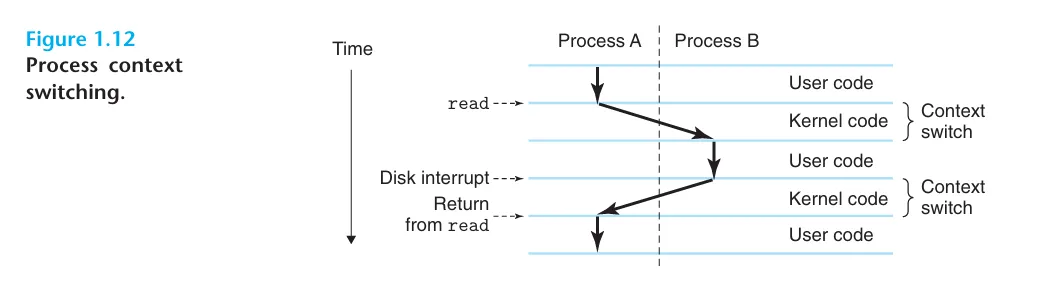 Figure 1.12
Process context
switching.
Time
Process A
Process B
User code
read
Kernel code
Context
switch
User code
Disk interrupt
Kernel code
Context
switch
Return
from read
User code